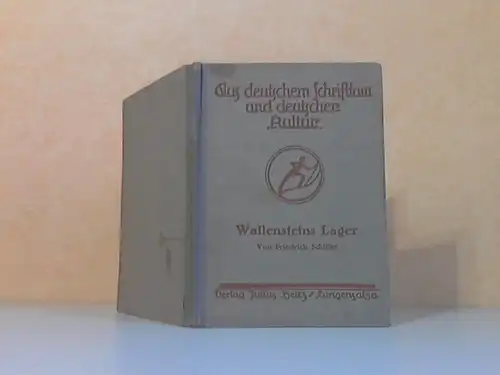 Aus deutschem Schrifttum
und deutscher
Kultur
Wallensteins Lager
Von Friedrich Schiller
Verlag Julius Beltz / Langensalza